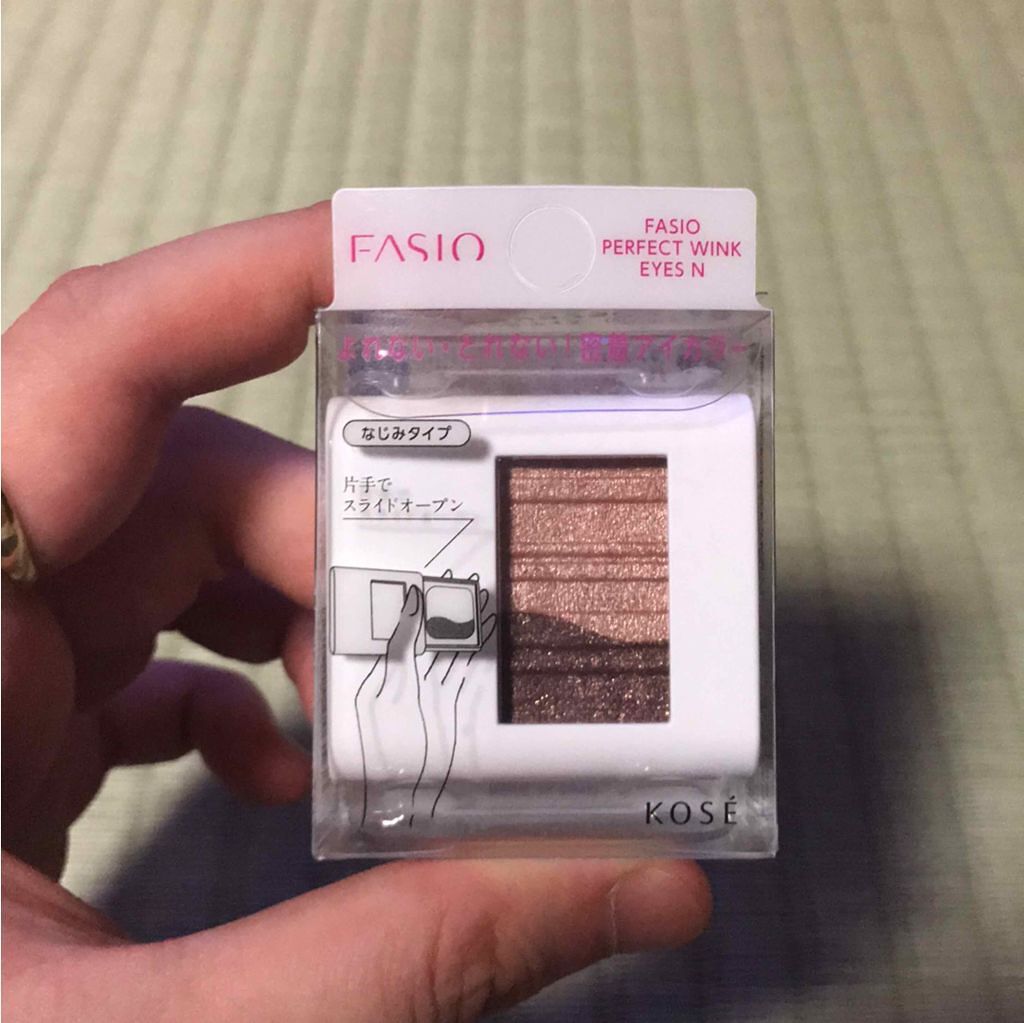 FASIO
FASIO
PERFECT WINK
EYES N
よれない・とれない!密着アイカラー
なじみタイプ
片手で
スライドオープン
KOSÉ